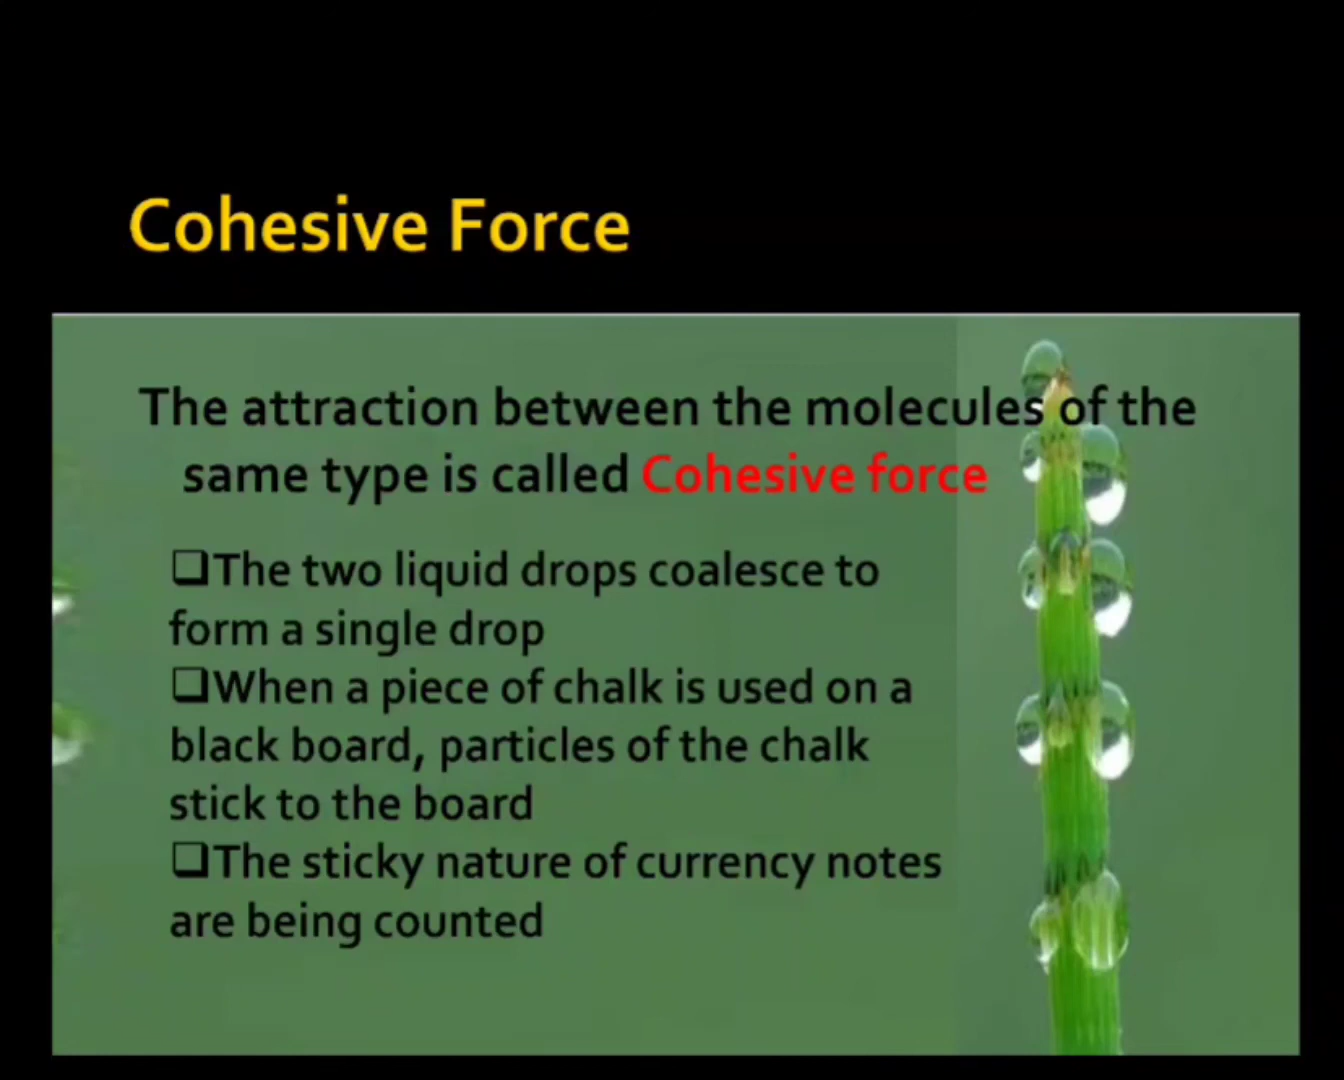 Cohesive Force
The attraction between the molecules of the
same type is called Cohesive force
❑The two liquid drops coalesce to
form a single drop
❑When a piece of chalk is used on a
black board, particles of the chalk
stick to the board
❑The sticky nature of currency notes
are being counted